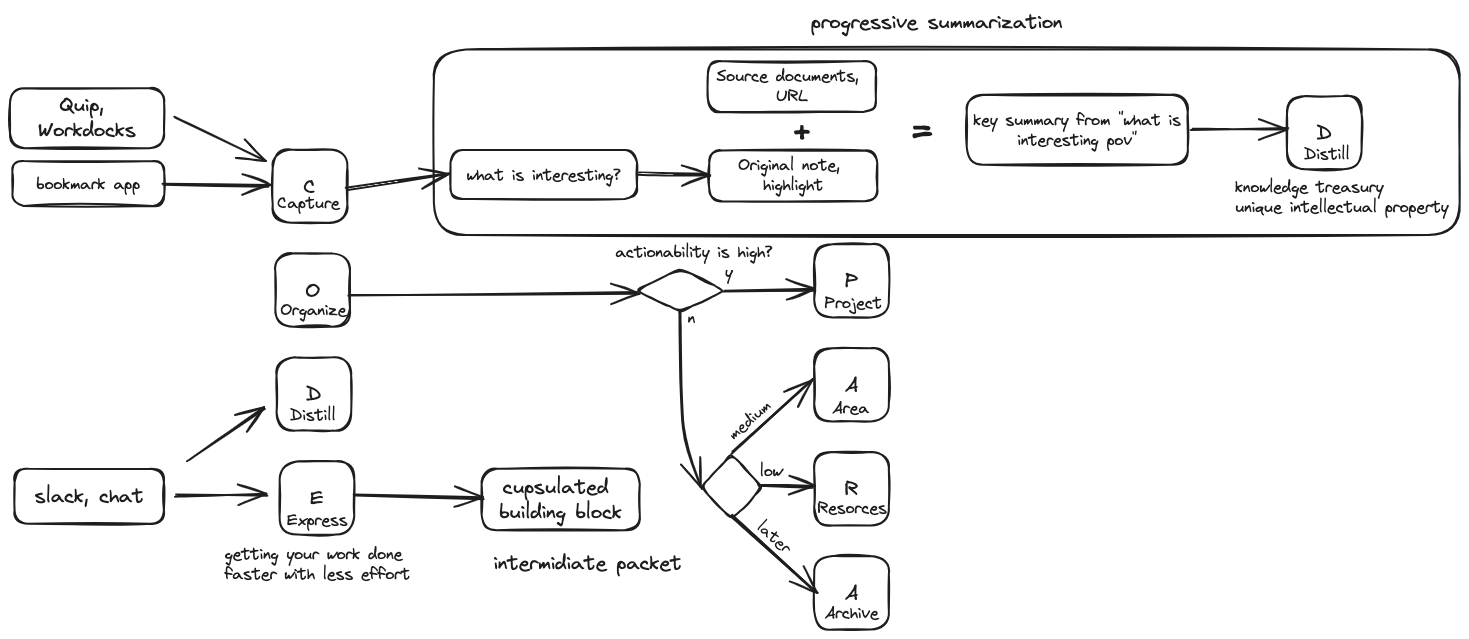 progressive summarization
Source documents,
URL
Quip,
Workdocks
+
=
key summary from "what is
interesting pov"
D
Distill
bookmark app
C
Capture
what is interesting?
Original note,
highlight
knowledge treasury
unique intellectual property
actionability is high?
O
Organize
y
n
P
Project
D
Distill
medium
A
Area
slack, chat
E
Express
cupsulated
building block
low
R
Resorces
getting your work done
faster with less effort
intermidiate packet
later
A
Archive